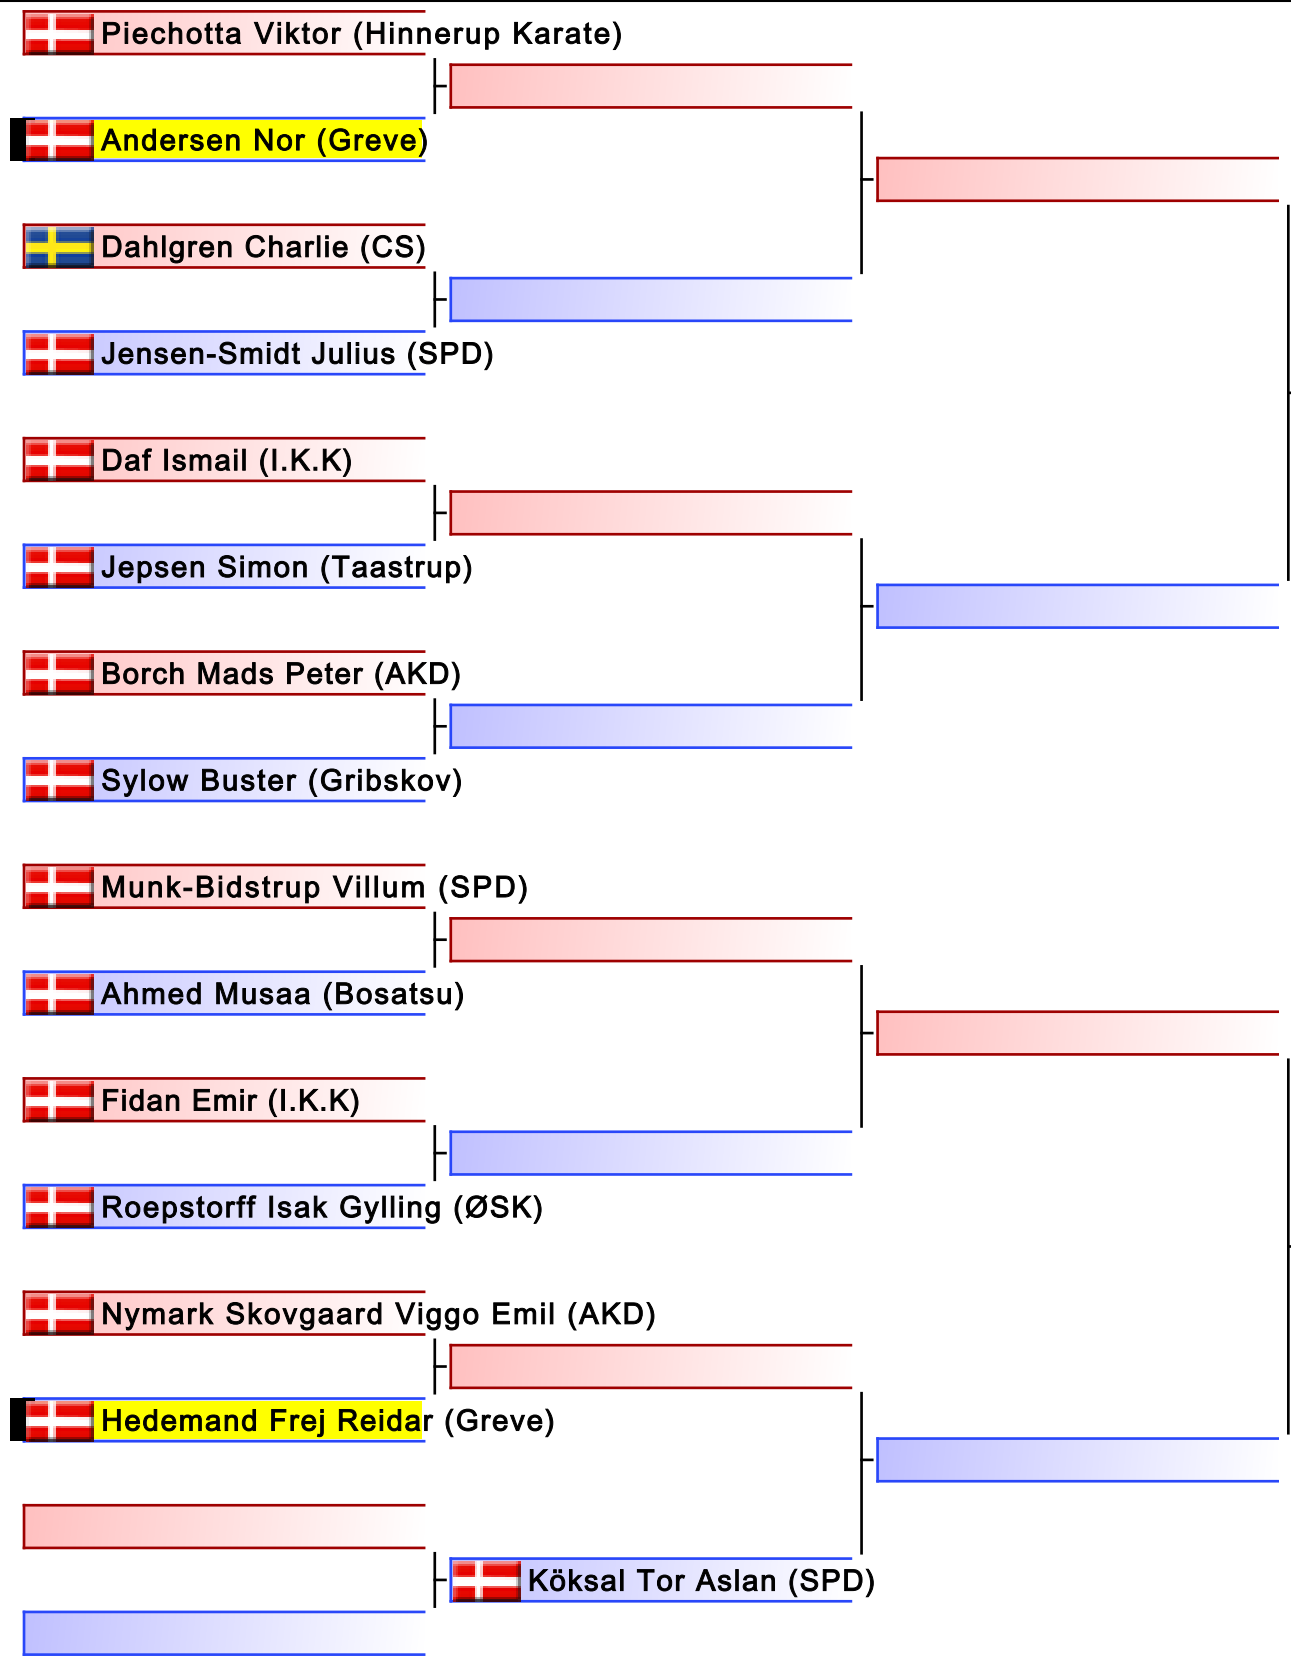 Piechotta Viktor (Hinnerup Karate)
Andersen Nor (Greve)
Dahlgren Charlie (CS)
Jensen-Smidt Julius (SPD)
Daf Ismail (I.K.K)
Jepsen Simon (Taastrup)
Borch Mads Peter (AKD)
Sylow Buster (Gribskov)
Munk-Bidstrup Villum (SPD)
Ahmed Musaa (Bosatsu)
Fidan Emir (I.K.K)
Roepstorff Isak Gylling (ØSK)
Nymark Skovgaard Viggo Emil (AKD)
Hedemand Frej Reidar (Greve)
Köksal Tor Aslan (SPD)